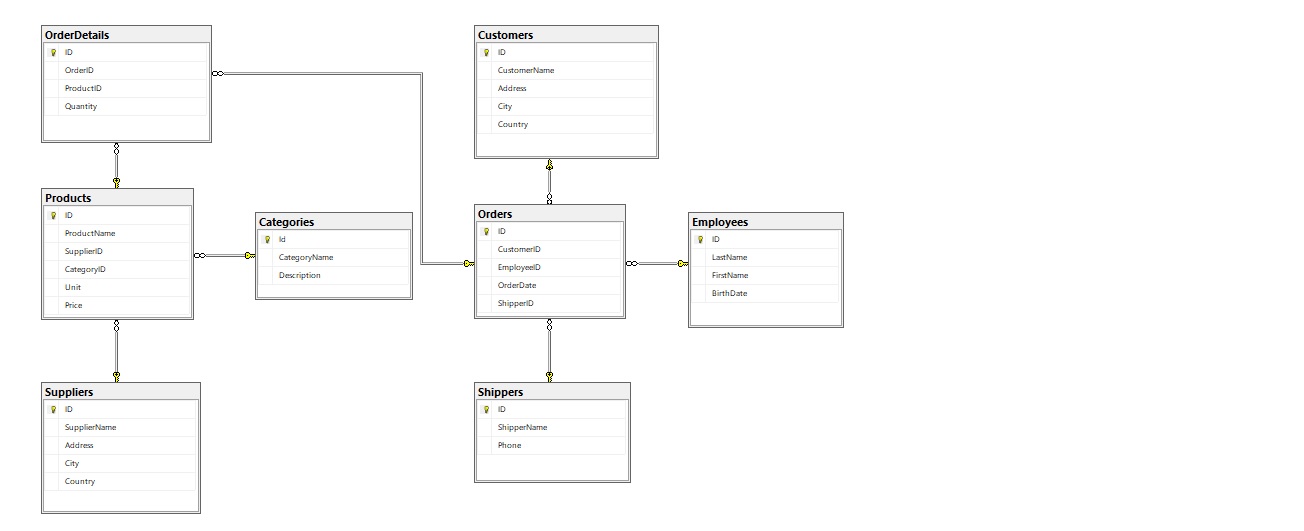 OrderDetails
ID
OrderID
ProductID
Quantity
Customers
ID
CustomerName
Address
City
Country
Products
ID
ProductName
SupplierID
CategoryID
Unit
Price
Categories
Id
CategoryName
Description
Orders
ID
CustomerID
EmployeeID
OrderDate
ShipperID
Employees
ID
LastName
FirstName
BirthDate
Suppliers
ID
SupplierName
Address
City
Country
Shippers
ID
ShipperName
Phone